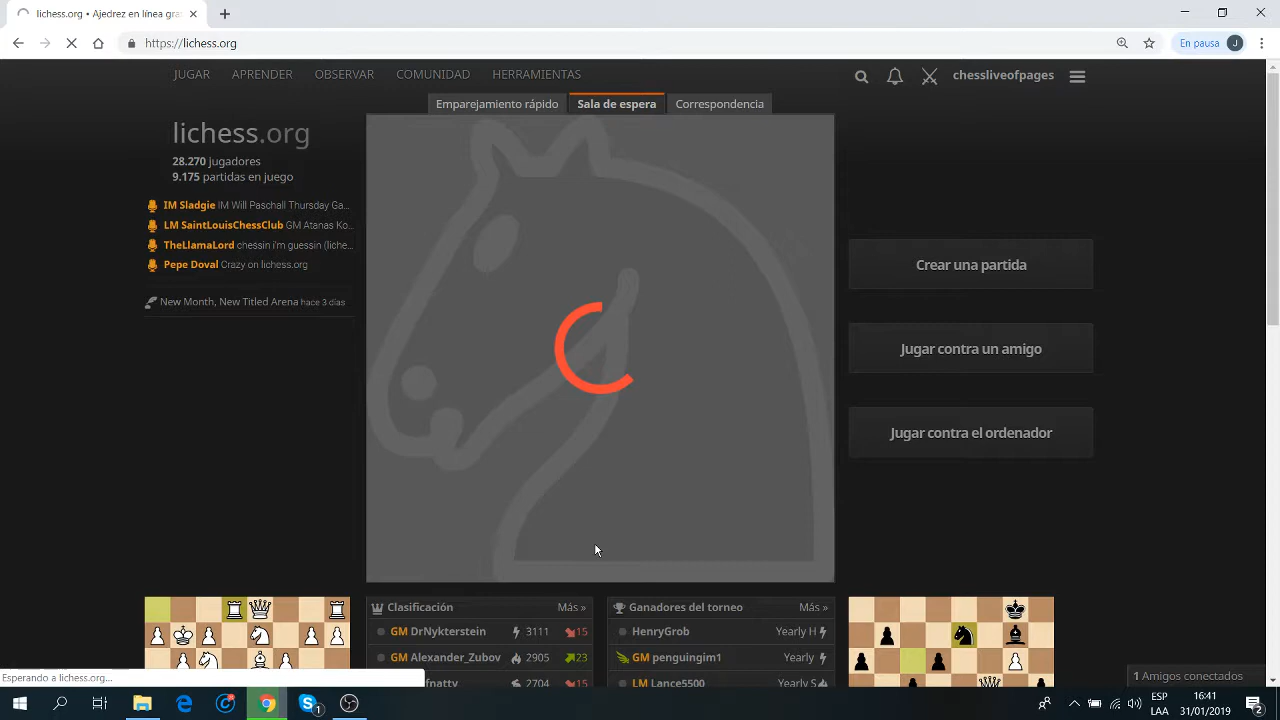 lichess.org • Ajedrez en línea gra
https://lichess.org
En pausa
J
JUGAR APRENDER OBSERVAR COMUNIDAD HERRAMIENTAS
chessliveofpages
Emparejamiento rápido Sala de espera Correspondencia
lichess.org
28.270 jugadores
9.175 partidas en juego
IM Sladgie IM Will Paschall Thursday Ga...
LM SaintLouisChessClub GM Atanas Ko...
TheLlamaLord chessin i'm guessin (liche...
Pepe Doval Crazy on lichess.org
New Month, New Titled Arena hace 3 días
Crear una partida
Jugar contra un amigo
Jugar contra el ordenador
Clasificación Más »
GM DrNykterstein 3111 15
GM Alexander_Zubov 2905 23
fnatty 2704 15
Ganadores del torneo Más »
HenryGrob Yearly H
GM penguingim1 Yearly
LM Lance5500 Yearly S
Esperando a lichess.org...
1 Amigos conectados
ESP
LAA
16:41
31/01/2019
2
1